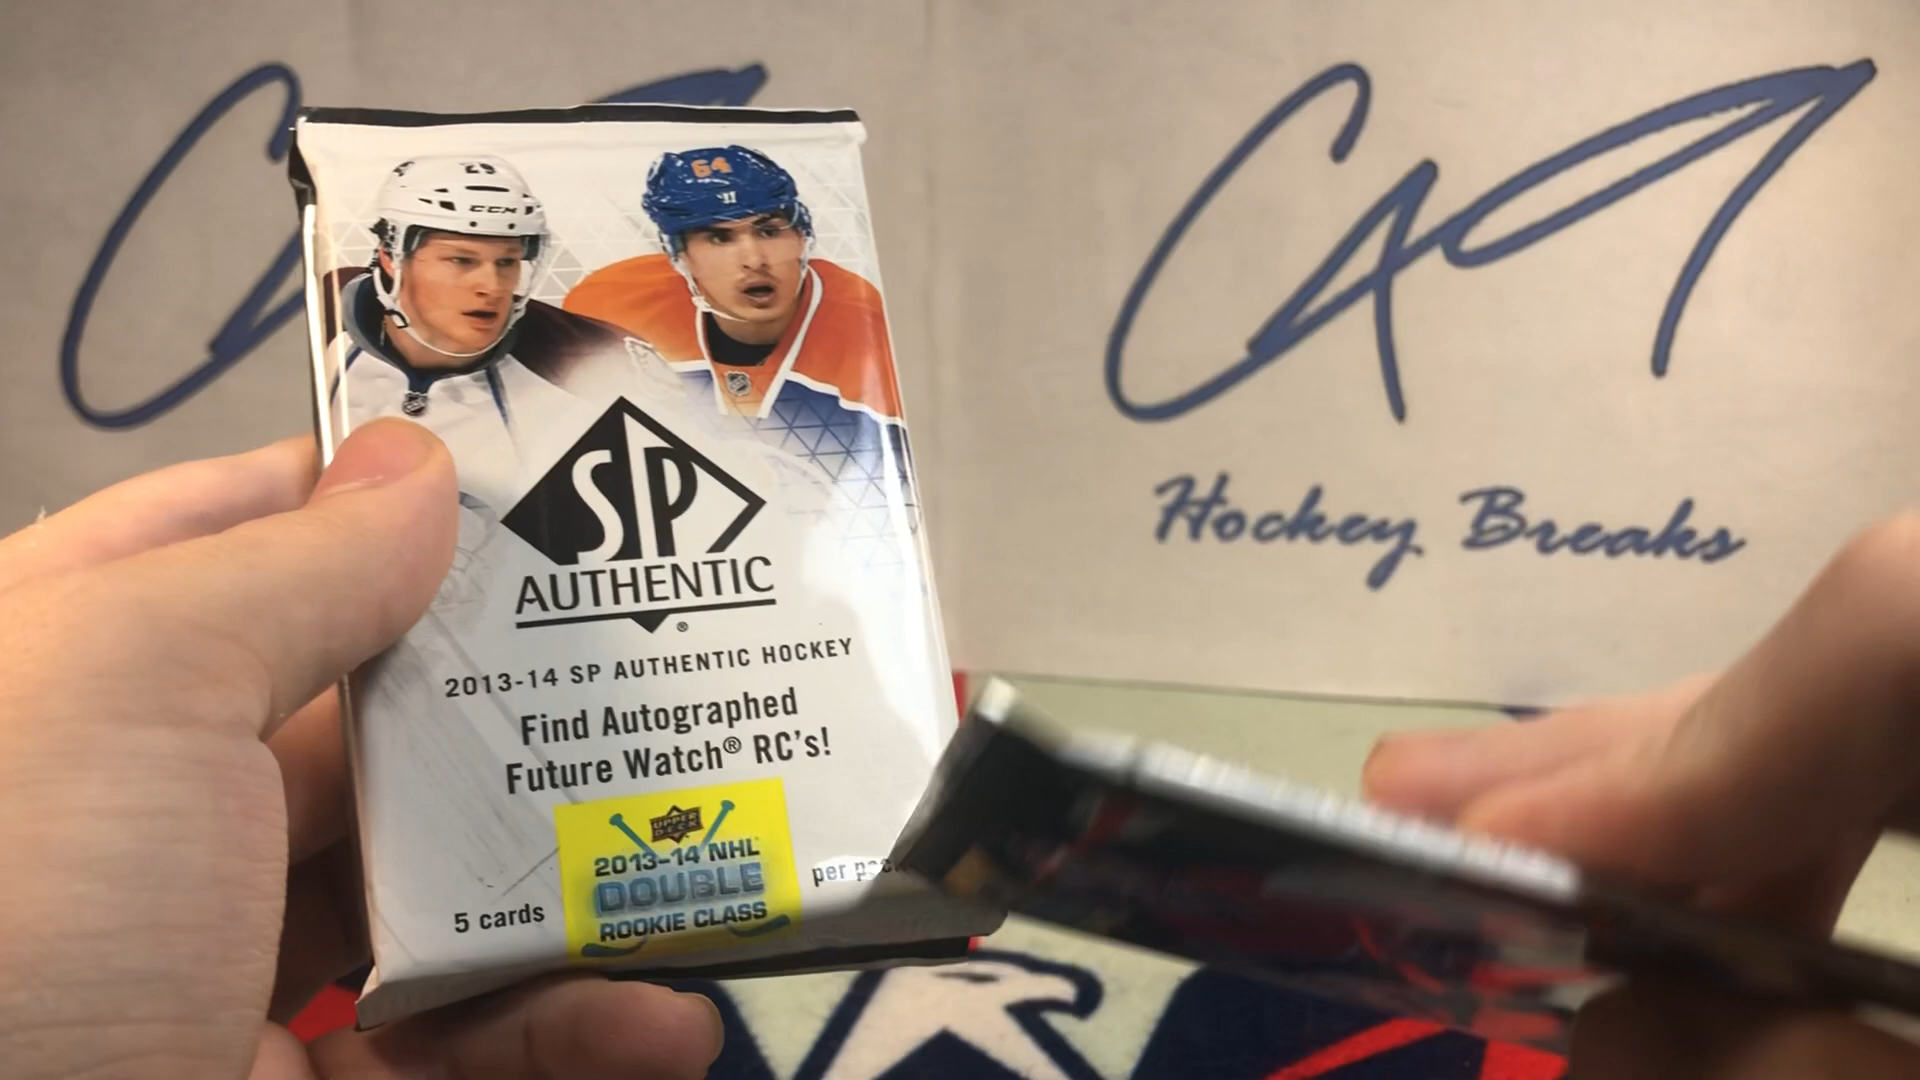 29
CCM
64
SP
AUTHENTIC
®
2013-14 SP AUTHENTIC HOCKEY
Find Autographed
Future Watch® RC's!
UPPER
DECK
2013-14 NHL
DOUBLE
ROOKIE CLASS
5 cards
per pack
Hockey Breaks